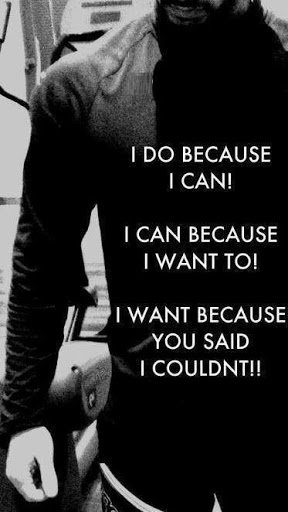 I DO BECAUSE
I CAN!
I CAN BECAUSE
I WANT TO!
I WANT BECAUSE
YOU SAID
I COULDNT!!